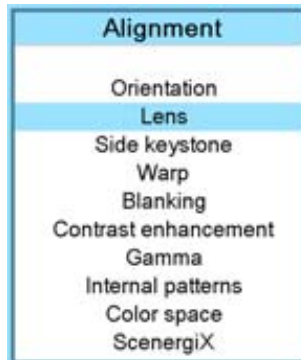 Alignment
Orientation
Lens
Side keystone
Warp
Blanking
Contrast enhancement
Gamma
Internal patterns
Color space
ScenergiX